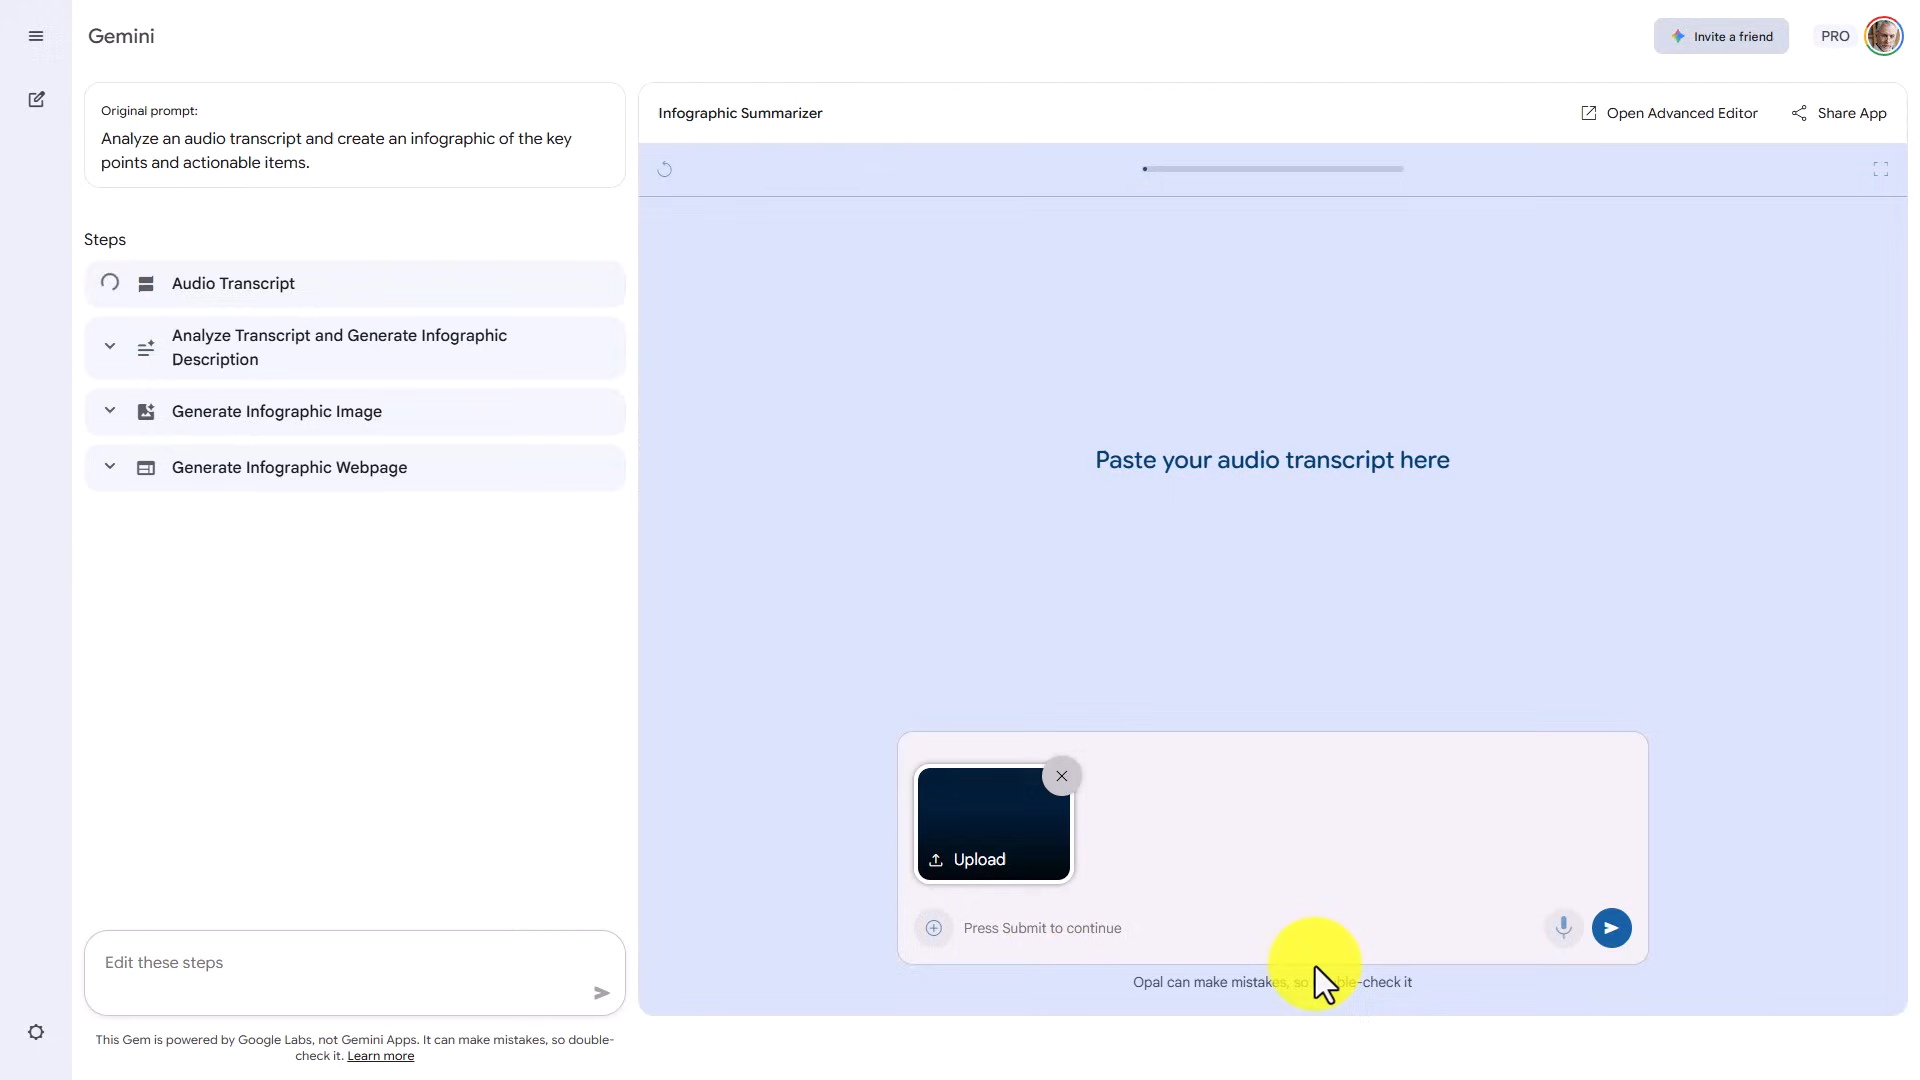 Gemini
Invite a friend
PRO
Original prompt:
Analyze an audio transcript and create an infographic of the key
points and actionable items.
Steps
Audio Transcript
Analyze Transcript and Generate Infographic
Description
Generate Infographic Image
Generate Infographic Webpage
Edit these steps
This Gem is powered by Google Labs, not Gemini Apps. It can make mistakes, so double-
check it. Learn more
Infographic Summarizer
Open Advanced Editor
Share App
Paste your audio transcript here
Upload
Press Submit to continue
Opal can make mistakes, so double-check it